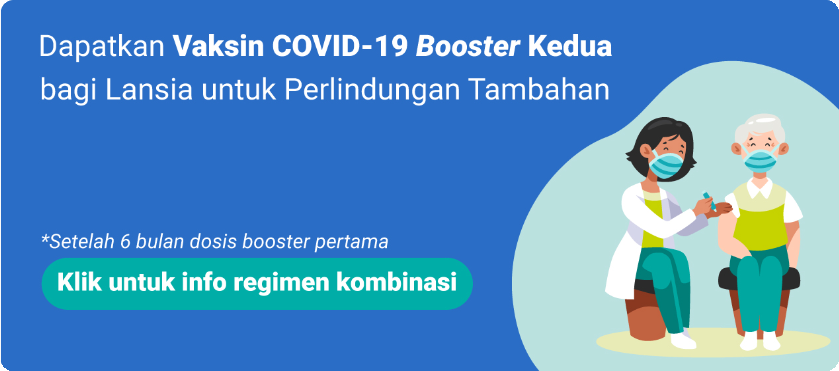 Dapatkan Vaksin COVID-19 Booster Kedua
bagi Lansia untuk Perlindungan Tambahan
*Setelah 6 bulan dosis booster pertama
Klik untuk info regimen kombinasi